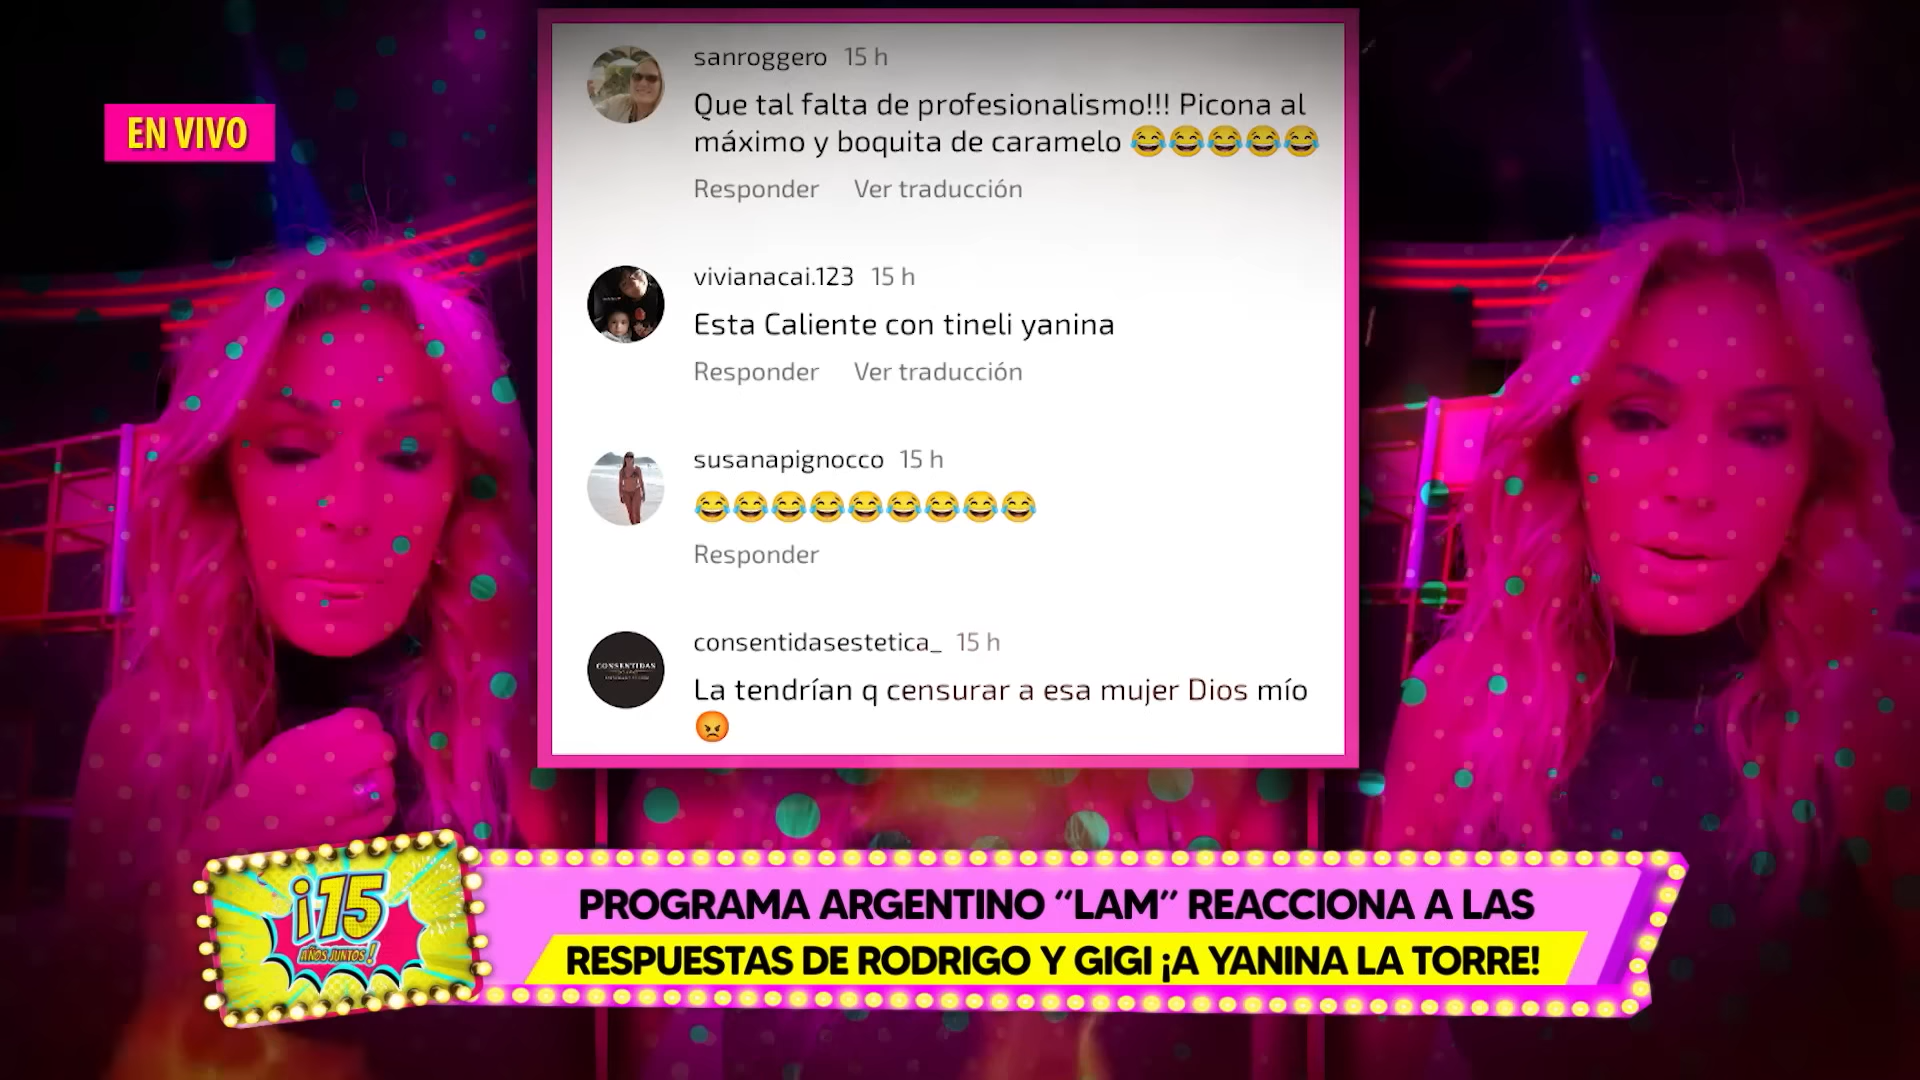 EN VIVO
sanroggero 15 h
Que tal falta de profesionalismo!!! Picona al
máximo y boquita de caramelo 😂😂😂😂😂
Responder Ver traducción
vivianacai.123 15 h
Esta Caliente con tineli yanina
Responder Ver traducción
susanapignocco 15 h
😂😂😂😂😂😂😂😂😂
Responder
CONSENTIDAS
consentidasestetica_ 15 h
La tendrían q censurar a esa mujer Dios mío
😡
¡15
AÑOS JUNTOS!
PROGRAMA ARGENTINO “LAM” REACCIONA A LAS
RESPUESTAS DE RODRIGO Y GIGI ¡A YANINA LA TORRE!